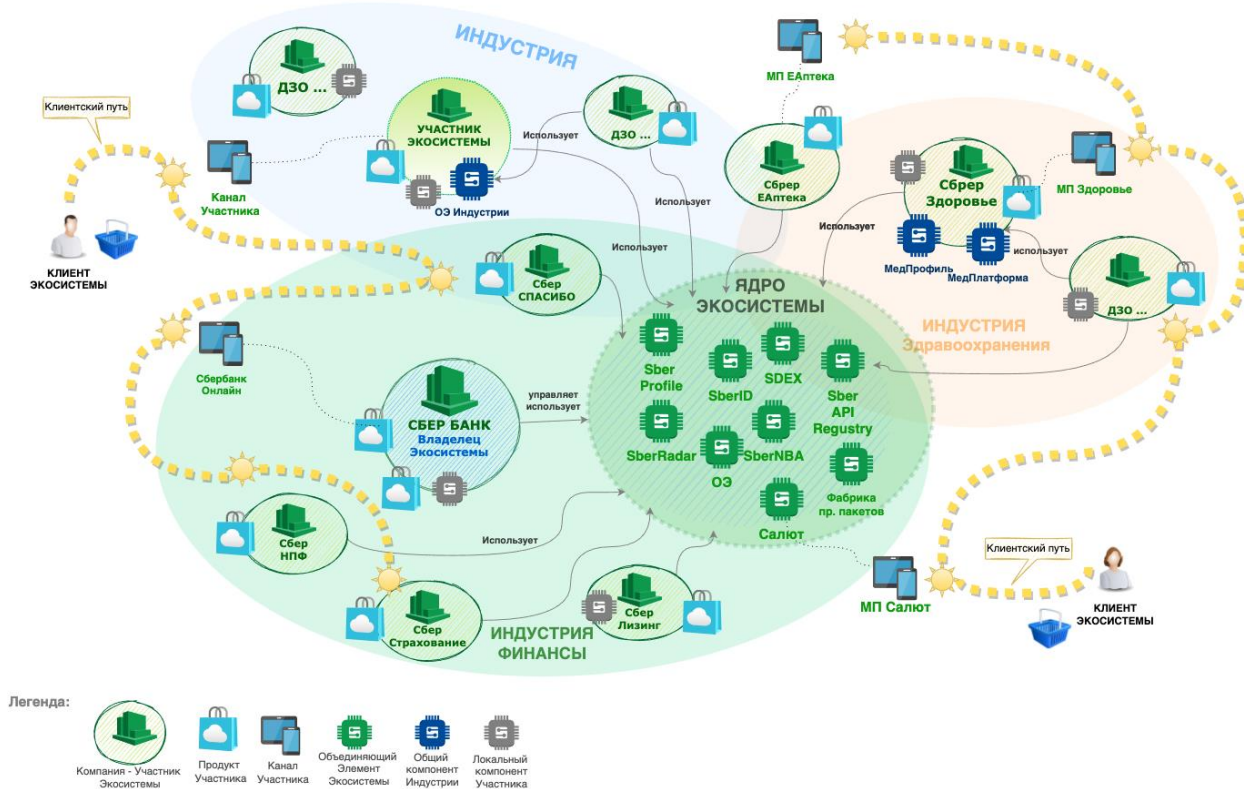 ИНДУСТРИЯ
ДЗО ...
МП ЕАптека
Клиентский путь
УЧАСТНИК
ЭКОСИСТЕМЫ
Использует
ДЗО ...
Канал
Участника
ОЭ Индустрии
Сбрер
ЕАптека
Сбрер
Здоровье
МП Здоровье
КЛИЕНТ
ЭКОСИСТЕМЫ
Использует
Использует
Использует
МедПрофиль
МедПлатформа
использует
ДЗО ...
Сбер
СПАСИБО
ЯДРО
ЭКОСИСТЕМЫ
ИНДУСТРИЯ
Здравоохранения
Сбербанк
Онлайн
Sber
Profile
SberID
SDEX
Sber
API
Regustry
управляет
использует
СБЕР БАНК
Владелец
Экосистемы
SberRadar
ОЭ
SberNBA
Фабрика
пр. пакетов
Салют
Сбер
НПФ
Использует
Клиентский путь
МП Салют
КЛИЕНТ
ЭКОСИСТЕМЫ
Сбер
Страхование
Сбер
Лизинг
ИНДУСТРИЯ
ФИНАНСЫ
Легенда:
Компания - Участник
Экосистемы
Продукт
Участника
Канал
Участника
Объединяющий
Элемент
Экосистемы
Общий
компонент
Индустрии
Локальный
компонент
Участника